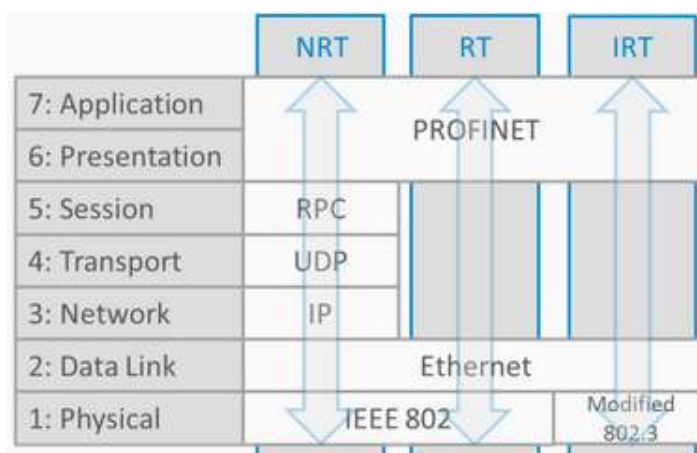 NRT RT IRT
7: Application
PROFINET
6: Presentation
5: Session RPC
4: Transport UDP
3: Network IP
2: Data Link Ethernet
1: Physical IEEE 802 Modified
802.3